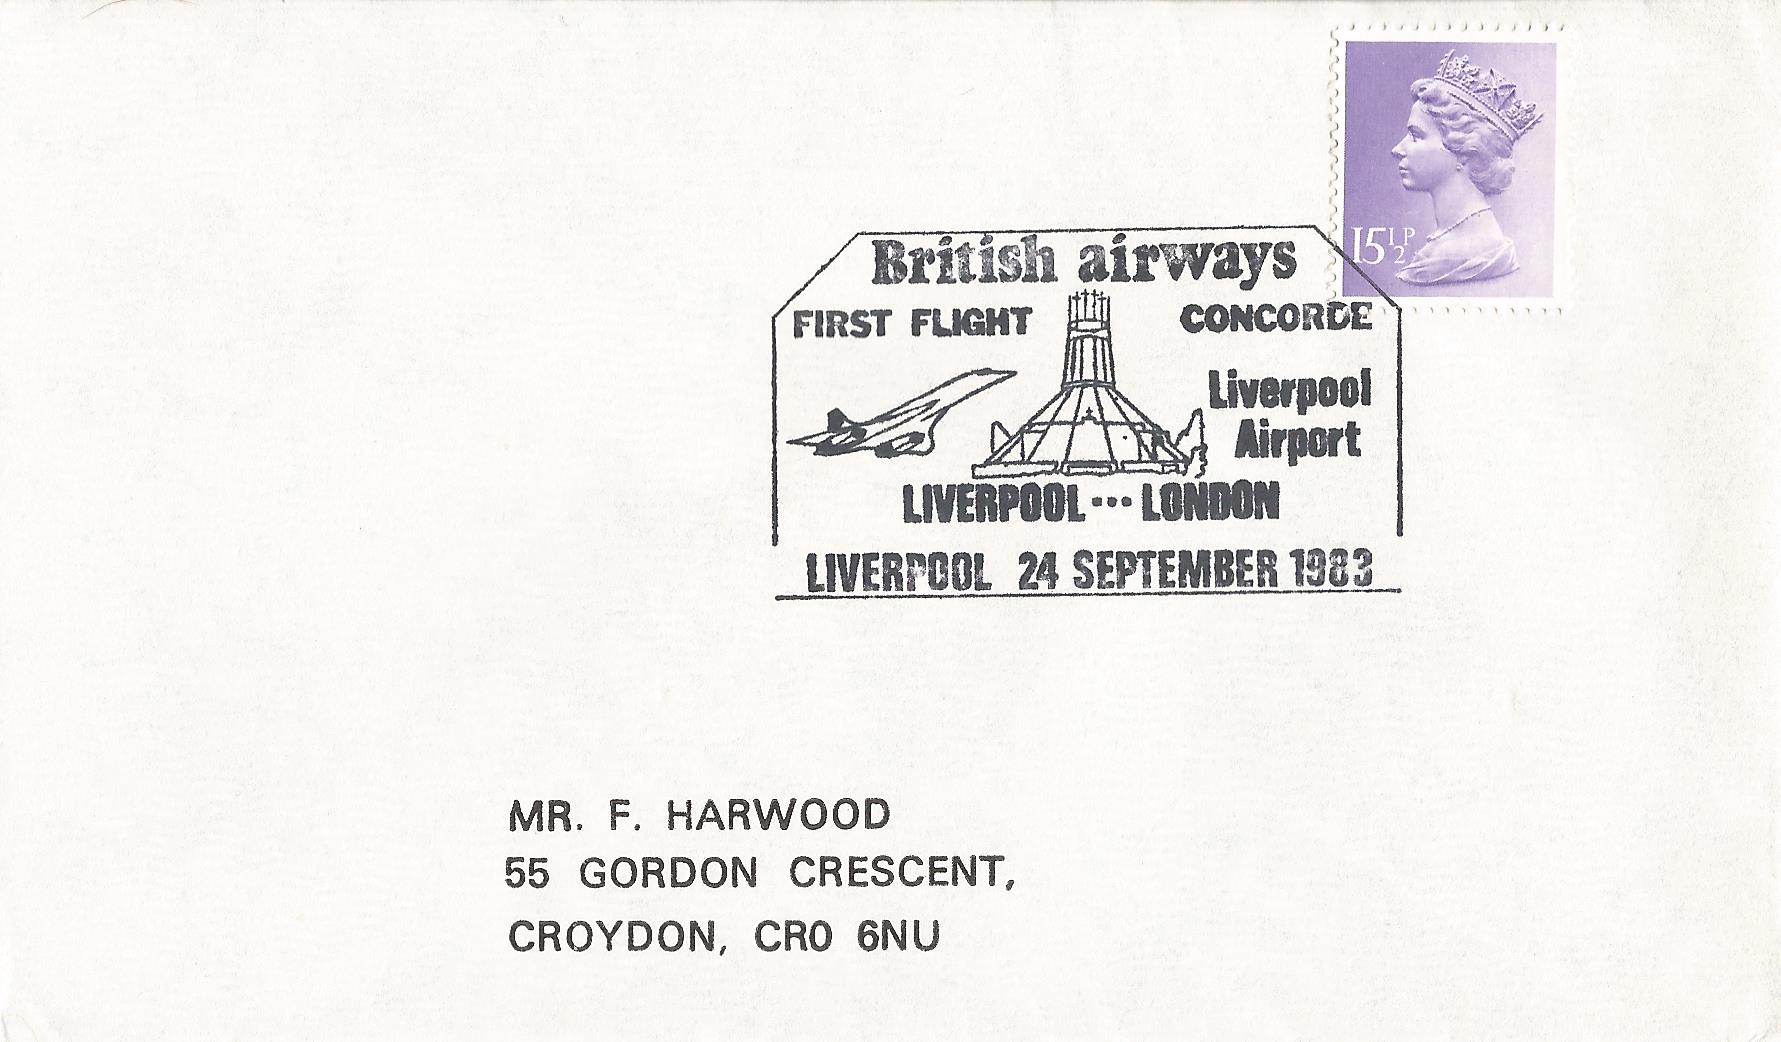 15½P
British airways
FIRST FLIGHT CONCORDE
Liverpool
Airport
LIVERPOOL ... LONDON
LIVERPOOL 24 SEPTEMBER 1983
MR. F. HARWOOD
55 GORDON CRESCENT,
CROYDON, CR0 6NU